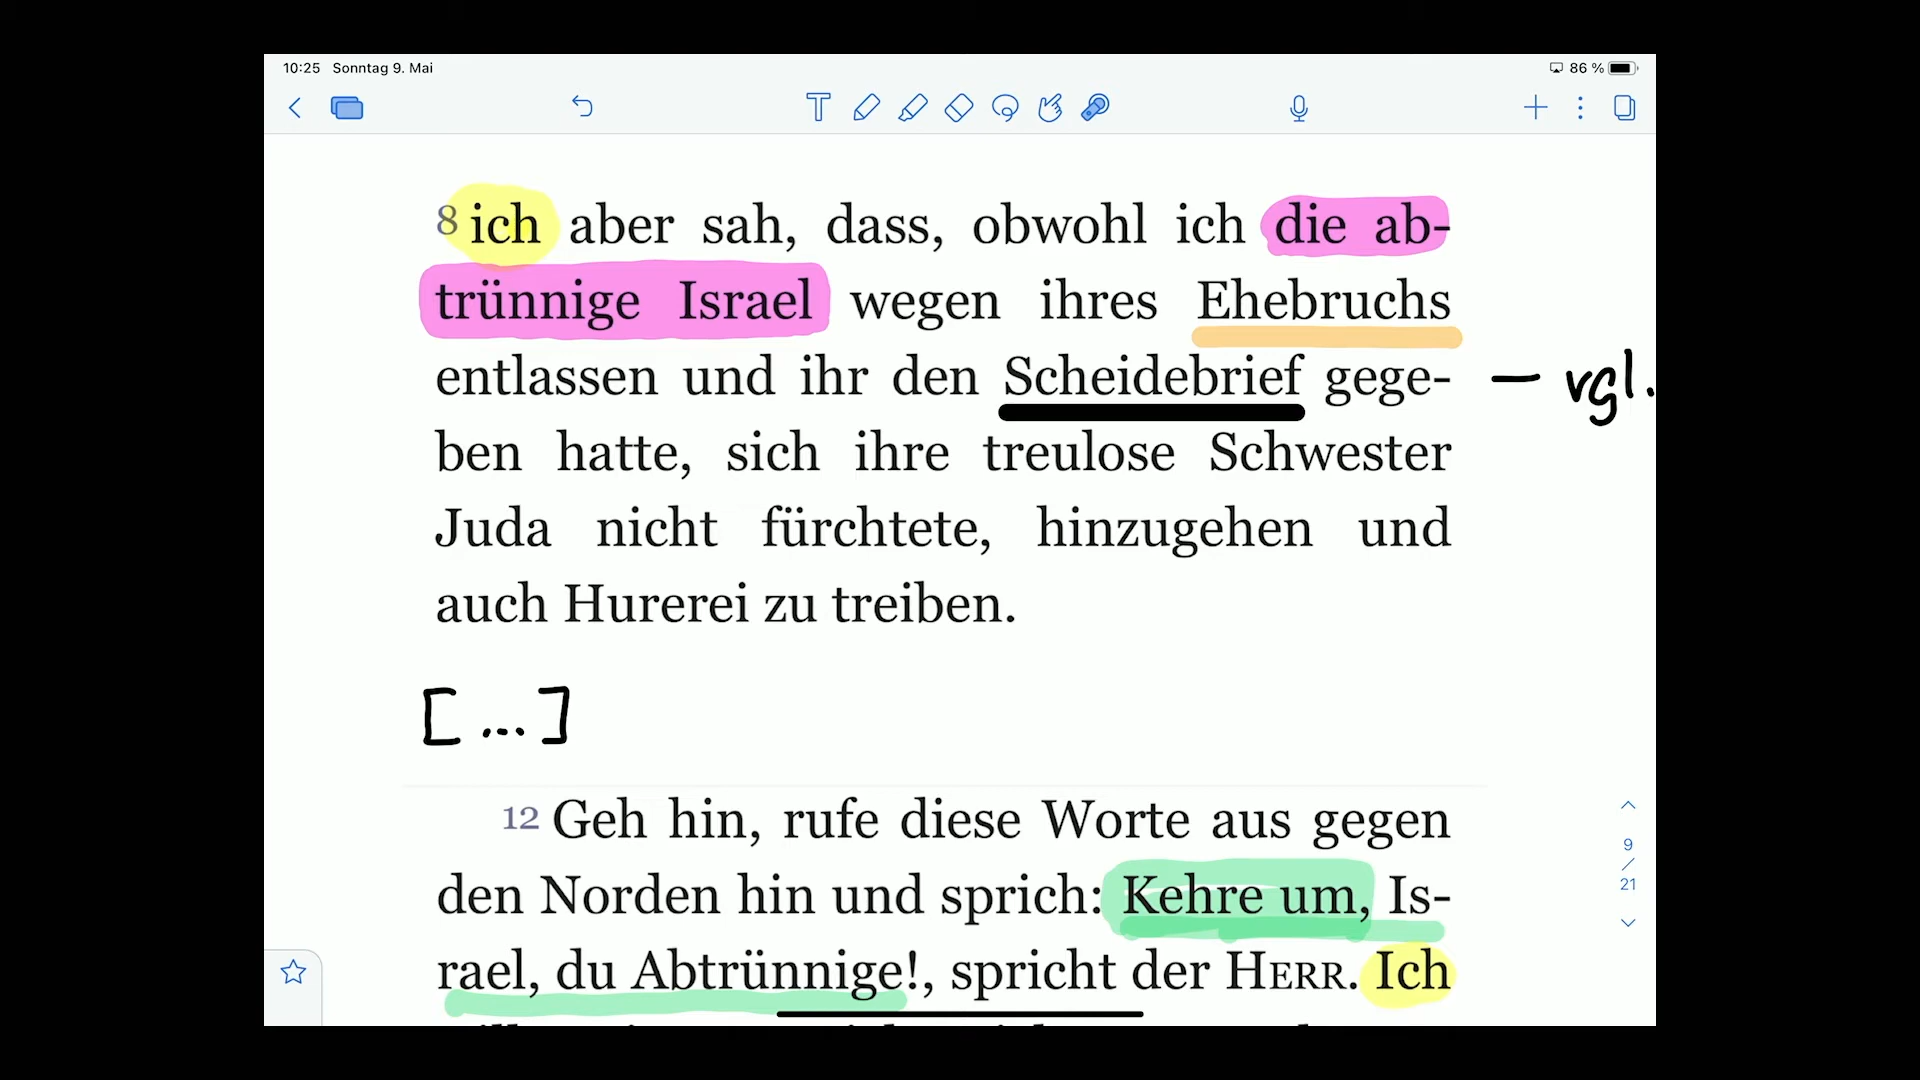 10:25 Sonntag 9. Mai
86 %
8 ich aber sah, dass, obwohl ich die ab-
trünnige Israel wegen ihres Ehebruchs
entlassen und ihr den Scheidebrief gege- – vgl.
ben hatte, sich ihre treulose Schwester
Juda nicht fürchtete, hinzugehen und
auch Hurerei zu treiben.
[...]
12 Geh hin, rufe diese Worte aus gegen
den Norden hin und sprich: Kehre um, Is-
rael, du Abtrünnige!, spricht der HERR. Ich
9
/
21